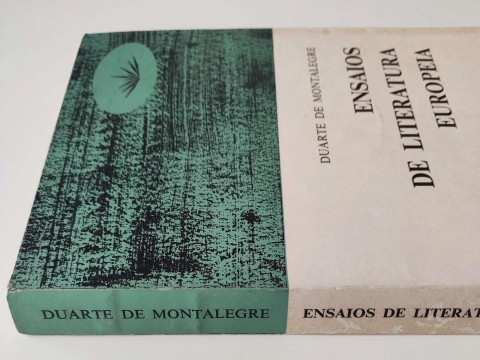 DUARTE DE MONTALEGRE
ENSAIOS
DE LITERATURA
EUROPEIA
DUARTE DE MONTALEGRE ENSAIOS DE LITERAT